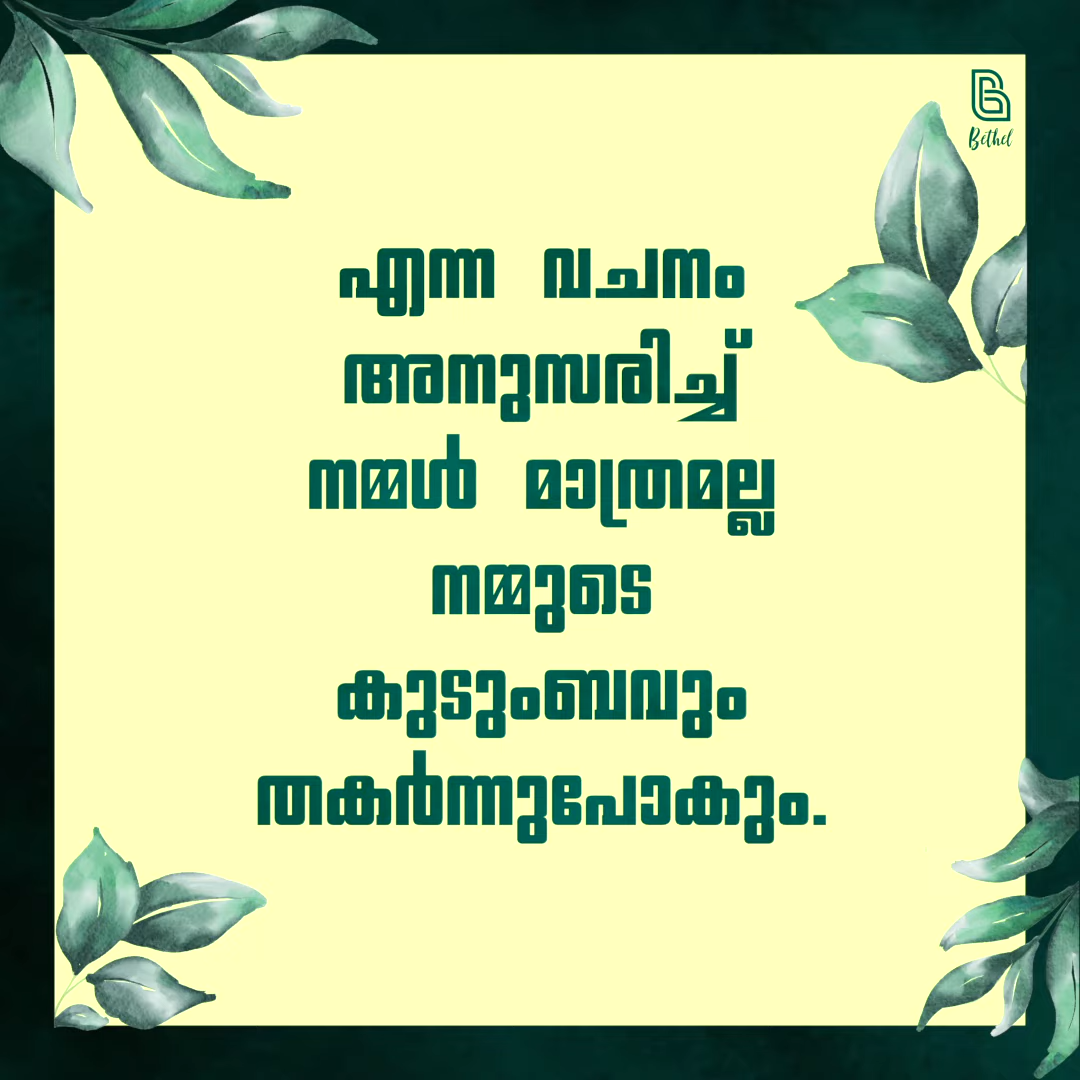 Bethel
എന്ന വചനം
അനുസരിച്ച്
നമ്മൾ മാത്രമല്ല
നമ്മുടെ
കുടുംബവും
തകർന്നുപോകും.